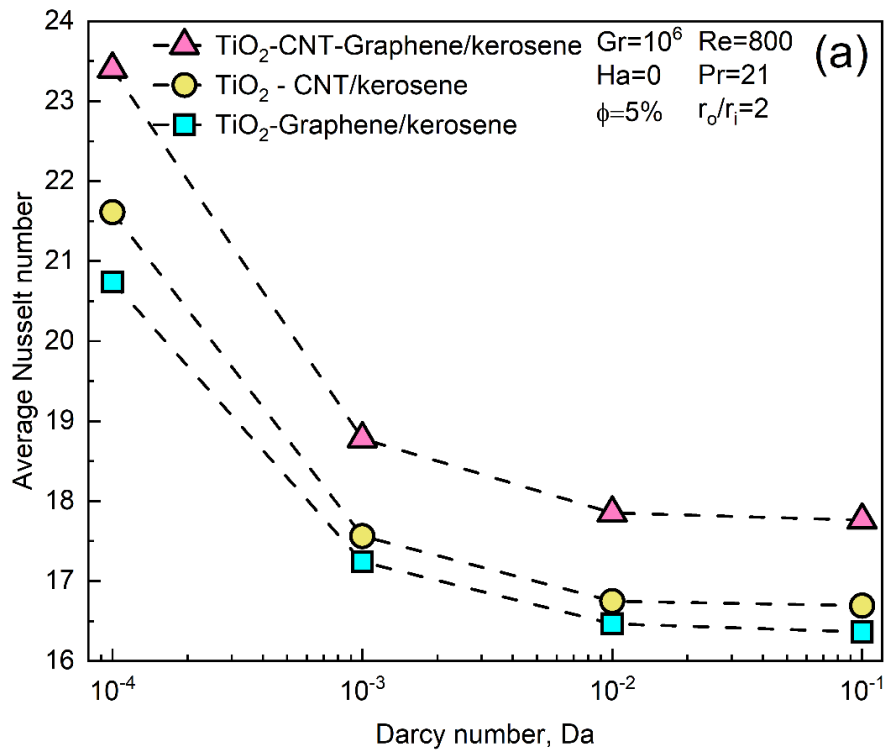 (a)
TiO₂-CNT-Graphene/kerosene
TiO₂ - CNT/kerosene
TiO₂-Graphene/kerosene
Gr=10⁶ Re=800
Ha=0 Pr=21
ϕ=5% rₒ/rᵢ=2
Average Nusselt number
24
23
22
21
20
19
18
17
16
10⁻⁴ 10⁻³ 10⁻² 10⁻¹
Darcy number, Da